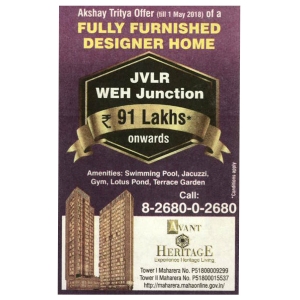 Akshay Tritya Offer (till 1 May 2018) of a
FULLY FURNISHED
DESIGNER HOME
JVLR
WEH Junction
₹ 91 Lakhs*
onwards
*Conditions apply
Amenities: Swimming Pool, Jacuzzi,
Gym, Lotus Pond, Terrace Garden
Call:
8-2680-0-2680
AVANT
HERITAGE
Experience Heritage Living
Tower I Maharera No. P51800009299
Tower II Maharera No. P51800015537
http://maharera.mahaonline.gov.in/